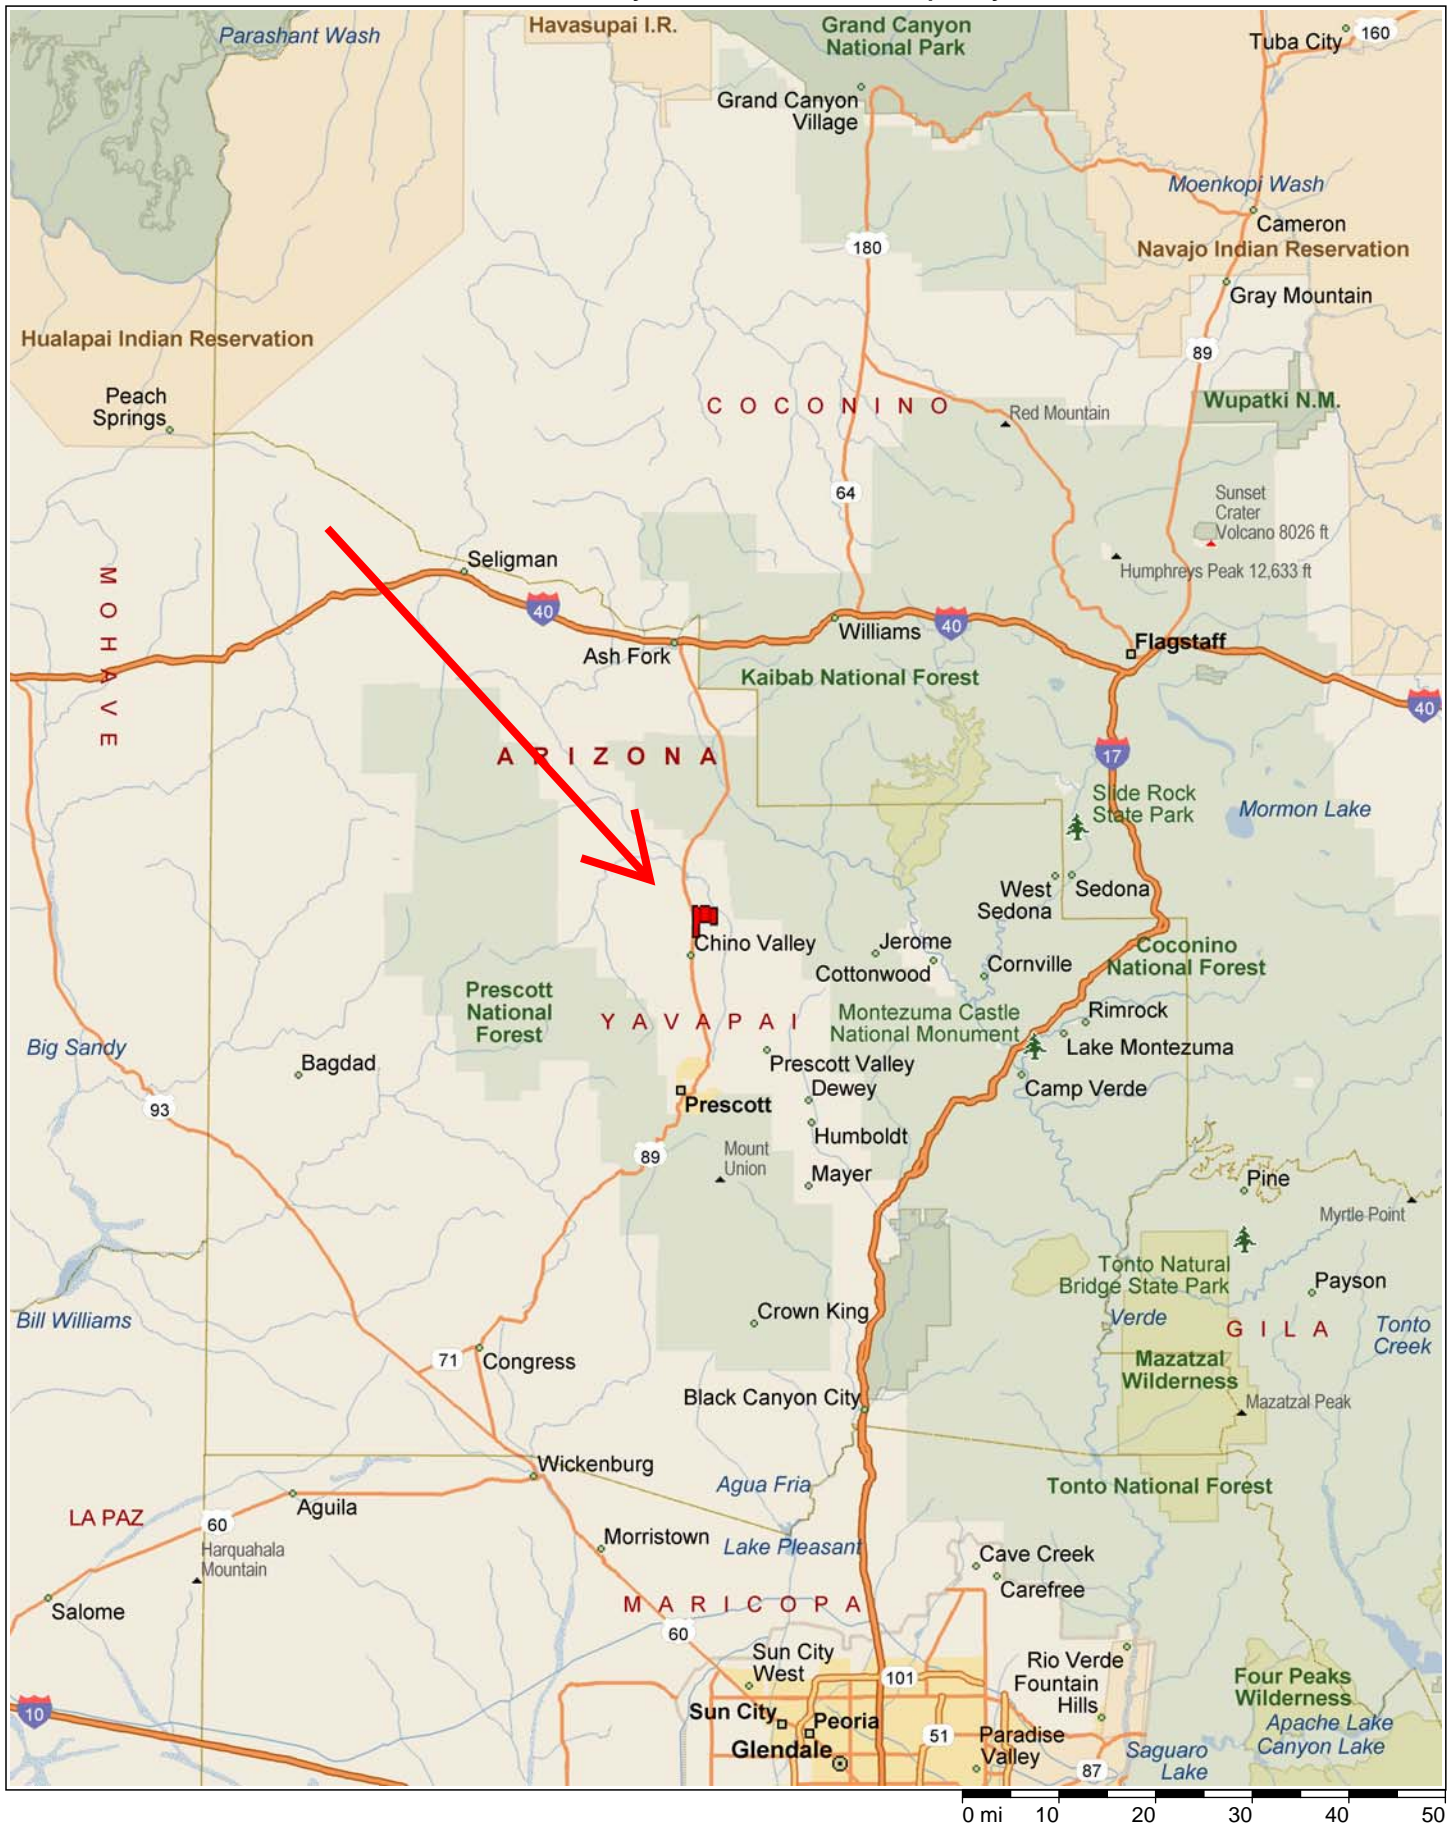 Parashant Wash
Havasupai I.R.
Grand Canyon
National Park
Tuba City
160
Grand Canyon
Village
Moenkopi Wash
Cameron
180
Navajo Indian Reservation
Gray Mountain
Hualapai Indian Reservation
89
Peach
Springs
COCONINO
Red Mountain
Wupatki N.M.
64
Sunset
Crater
Volcano 8026 ft
Seligman
Humphreys Peak 12,633 ft
MOHAVE
40
Williams
40
Flagstaff
Ash Fork
Kaibab National Forest
40
ARIZONA
17
Slide Rock
State Park
Mormon Lake
West
Sedona
Sedona
Chino Valley
Jerome
Cottonwood
Cornville
Coconino
National Forest
Prescott
National
Forest
YAVAPAI
Montezuma Castle
National Monument
Rimrock
Big Sandy
Bagdad
Lake Montezuma
Prescott Valley
Dewey
Camp Verde
93
Prescott
Humboldt
89
Mount
Union
Mayer
Pine
Myrtle Point
Tonto Natural
Bridge State Park
Payson
Bill Williams
Crown King
Verde
GILA
Tonto
Creek
71
Congress
Mazatzal
Wilderness
Black Canyon City
Mazatzal Peak
Wickenburg
Agua Fria
Tonto National Forest
LA PAZ
60
Aguila
Harquahala
Mountain
Morristown
Lake Pleasant
Cave Creek
Carefree
Salome
MARICOPA
60
Sun City
West
101
Rio Verde
Fountain
Hills
Four Peaks
Wilderness
10
Sun City
Peoria
51
Paradise
Valley
Apache Lake
Canyon Lake
Glendale
87
Saguaro
Lake
0 mi 10 20 30 40 50